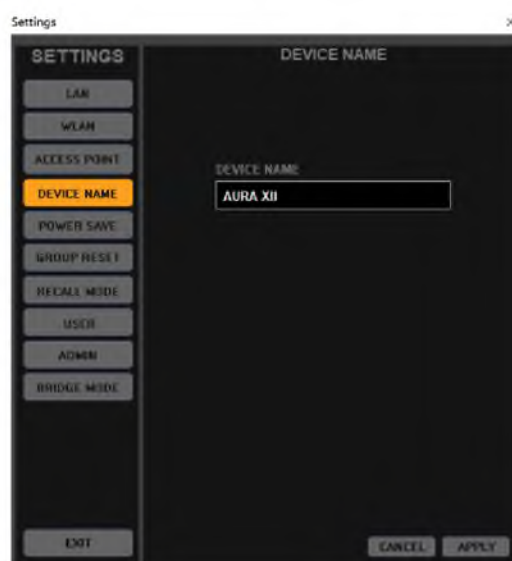 Settings
SETTINGS
DEVICE NAME
LAN
WLAN
ACCESS POINT
DEVICE NAME
POWER SAVE
GROUP RESET
RECALL MODE
USER
ADMIN
BRIDGE MODE
DEVICE NAME
AURA XII
EXIT
CANCEL
APPLY